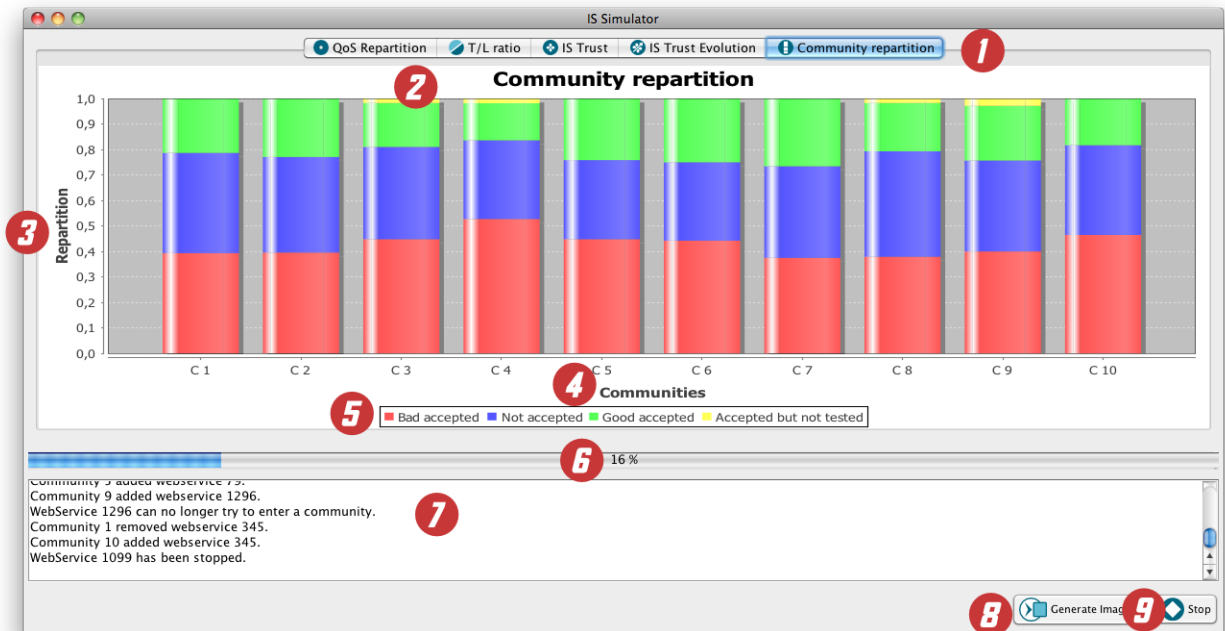 IS Simulator
QoS Repartition T/L ratio IS Trust IS Trust Evolution Community repartition 1
2 Community repartition
1,0
0,9
0,8
0,7
0,6
0,5
0,4
0,3
0,2
0,1
0,0
3 Repartition
C 1 C 2 C 3 C 4 C 5 C 6 C 7 C 8 C 9 C 10
4 Communities
5 Bad accepted Not accepted Good accepted Accepted but not tested
6 16 %
Community 5 added webservice 79.
Community 9 added webservice 1296.
WebService 1296 can no longer try to enter a community.
7
Community 1 removed webservice 345.
Community 10 added webservice 345.
WebService 1099 has been stopped.
8 Generate Imag 9 Stop